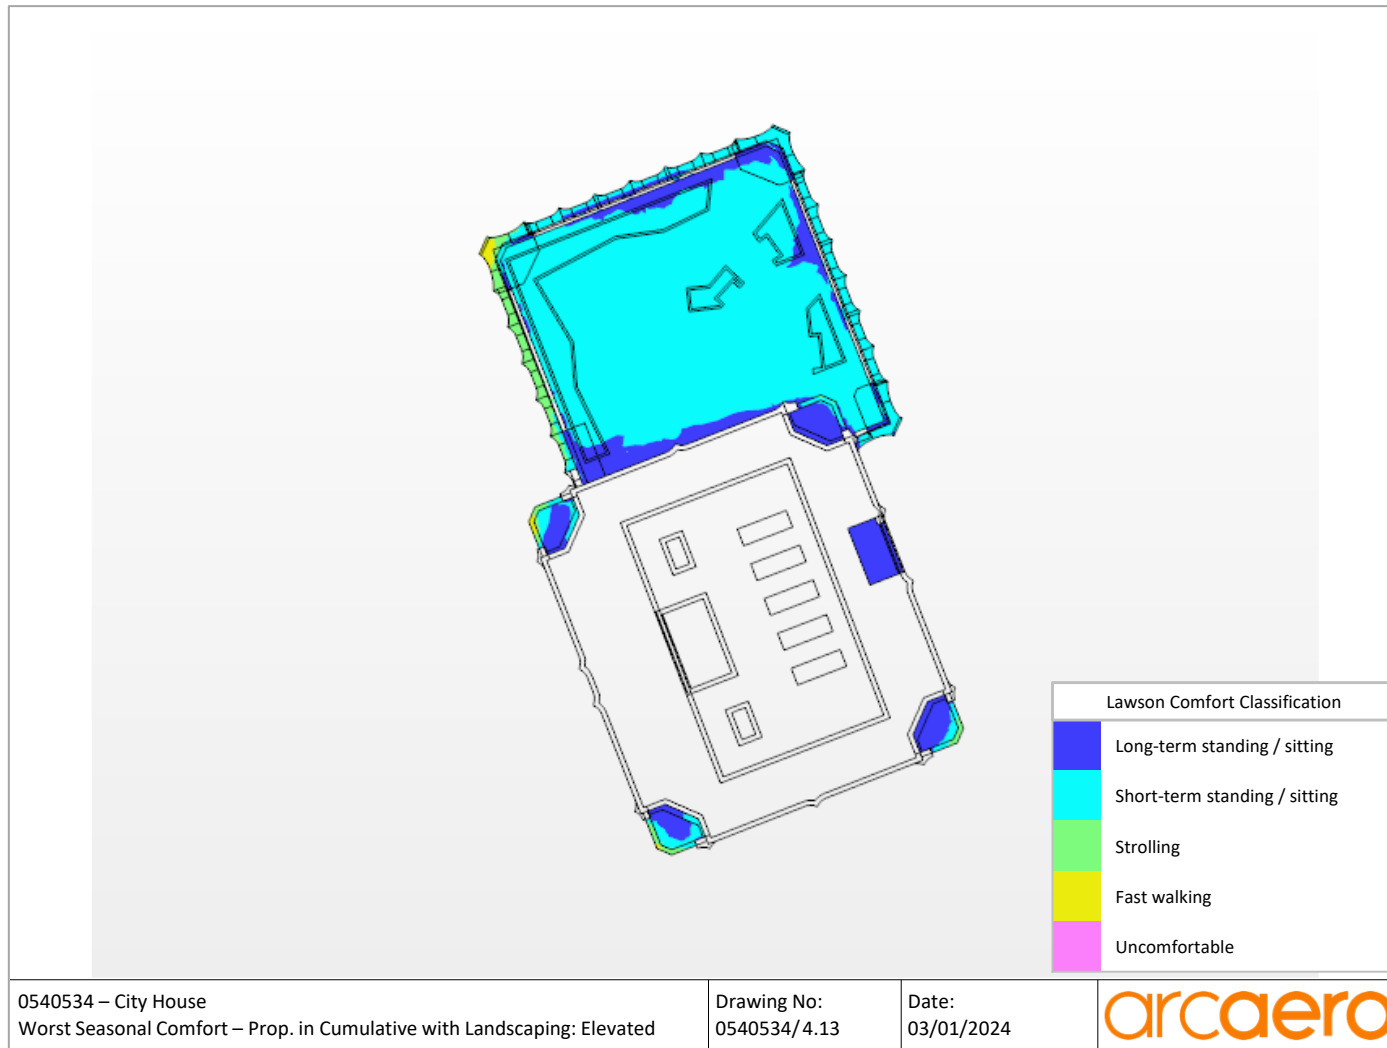 Lawson Comfort Classification
Long-term standing / sitting
Short-term standing / sitting
Strolling
Fast walking
Uncomfortable
0540534 – City House
Worst Seasonal Comfort – Prop. in Cumulative with Landscaping: Elevated
Drawing No:
0540534/4.13
Date:
03/01/2024
arcaero